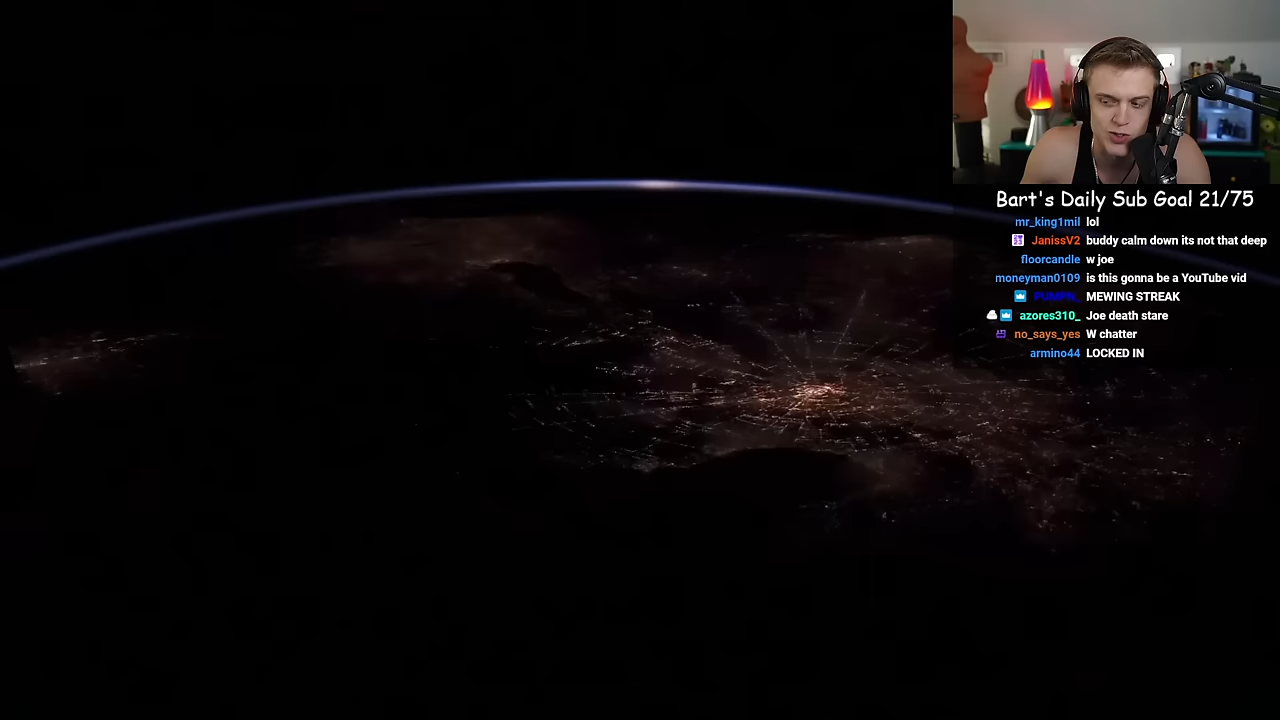 Bart's Daily Sub Goal 21/75
mr_king1mil lol
JanissV2 buddy calm down its not that deep
floorcandle w joe
moneyman0109 is this gonna be a YouTube vid
MEWING STREAK
azores310_ Joe death stare
no_says_yes W chatter
armino44 LOCKED IN